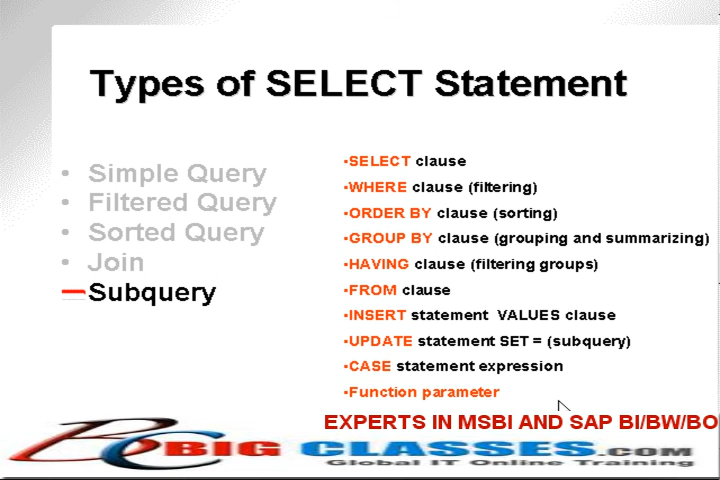 Types of SELECT Statement
• Simple Query
• Filtered Query
• Sorted Query
• Join
Subquery
•SELECT clause
•WHERE clause (filtering)
•ORDER BY clause (sorting)
•GROUP BY clause (grouping and summarizing)
•HAVING clause (filtering groups)
•FROM clause
•INSERT statement VALUES clause
•UPDATE statement SET = (subquery)
•CASE statement expression
•Function parameter
EXPERTS IN MSBI AND SAP BI/BW/BO
BC BIG CLASSES.COM
Global IT Online Training